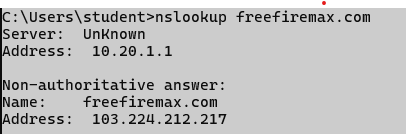 C:\Users\student>nslookup freefiremax.com
Server:  UnKnown
Address:  10.20.1.1

Non-authoritative answer:
Name:    freefiremax.com
Address:  103.224.212.217